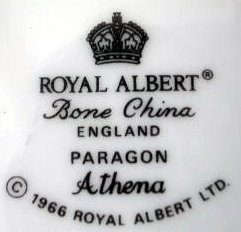 ROYAL ALBERT®
Bone China
ENGLAND
PARAGON
Athena
© 1966 ROYAL ALBERT LTD.